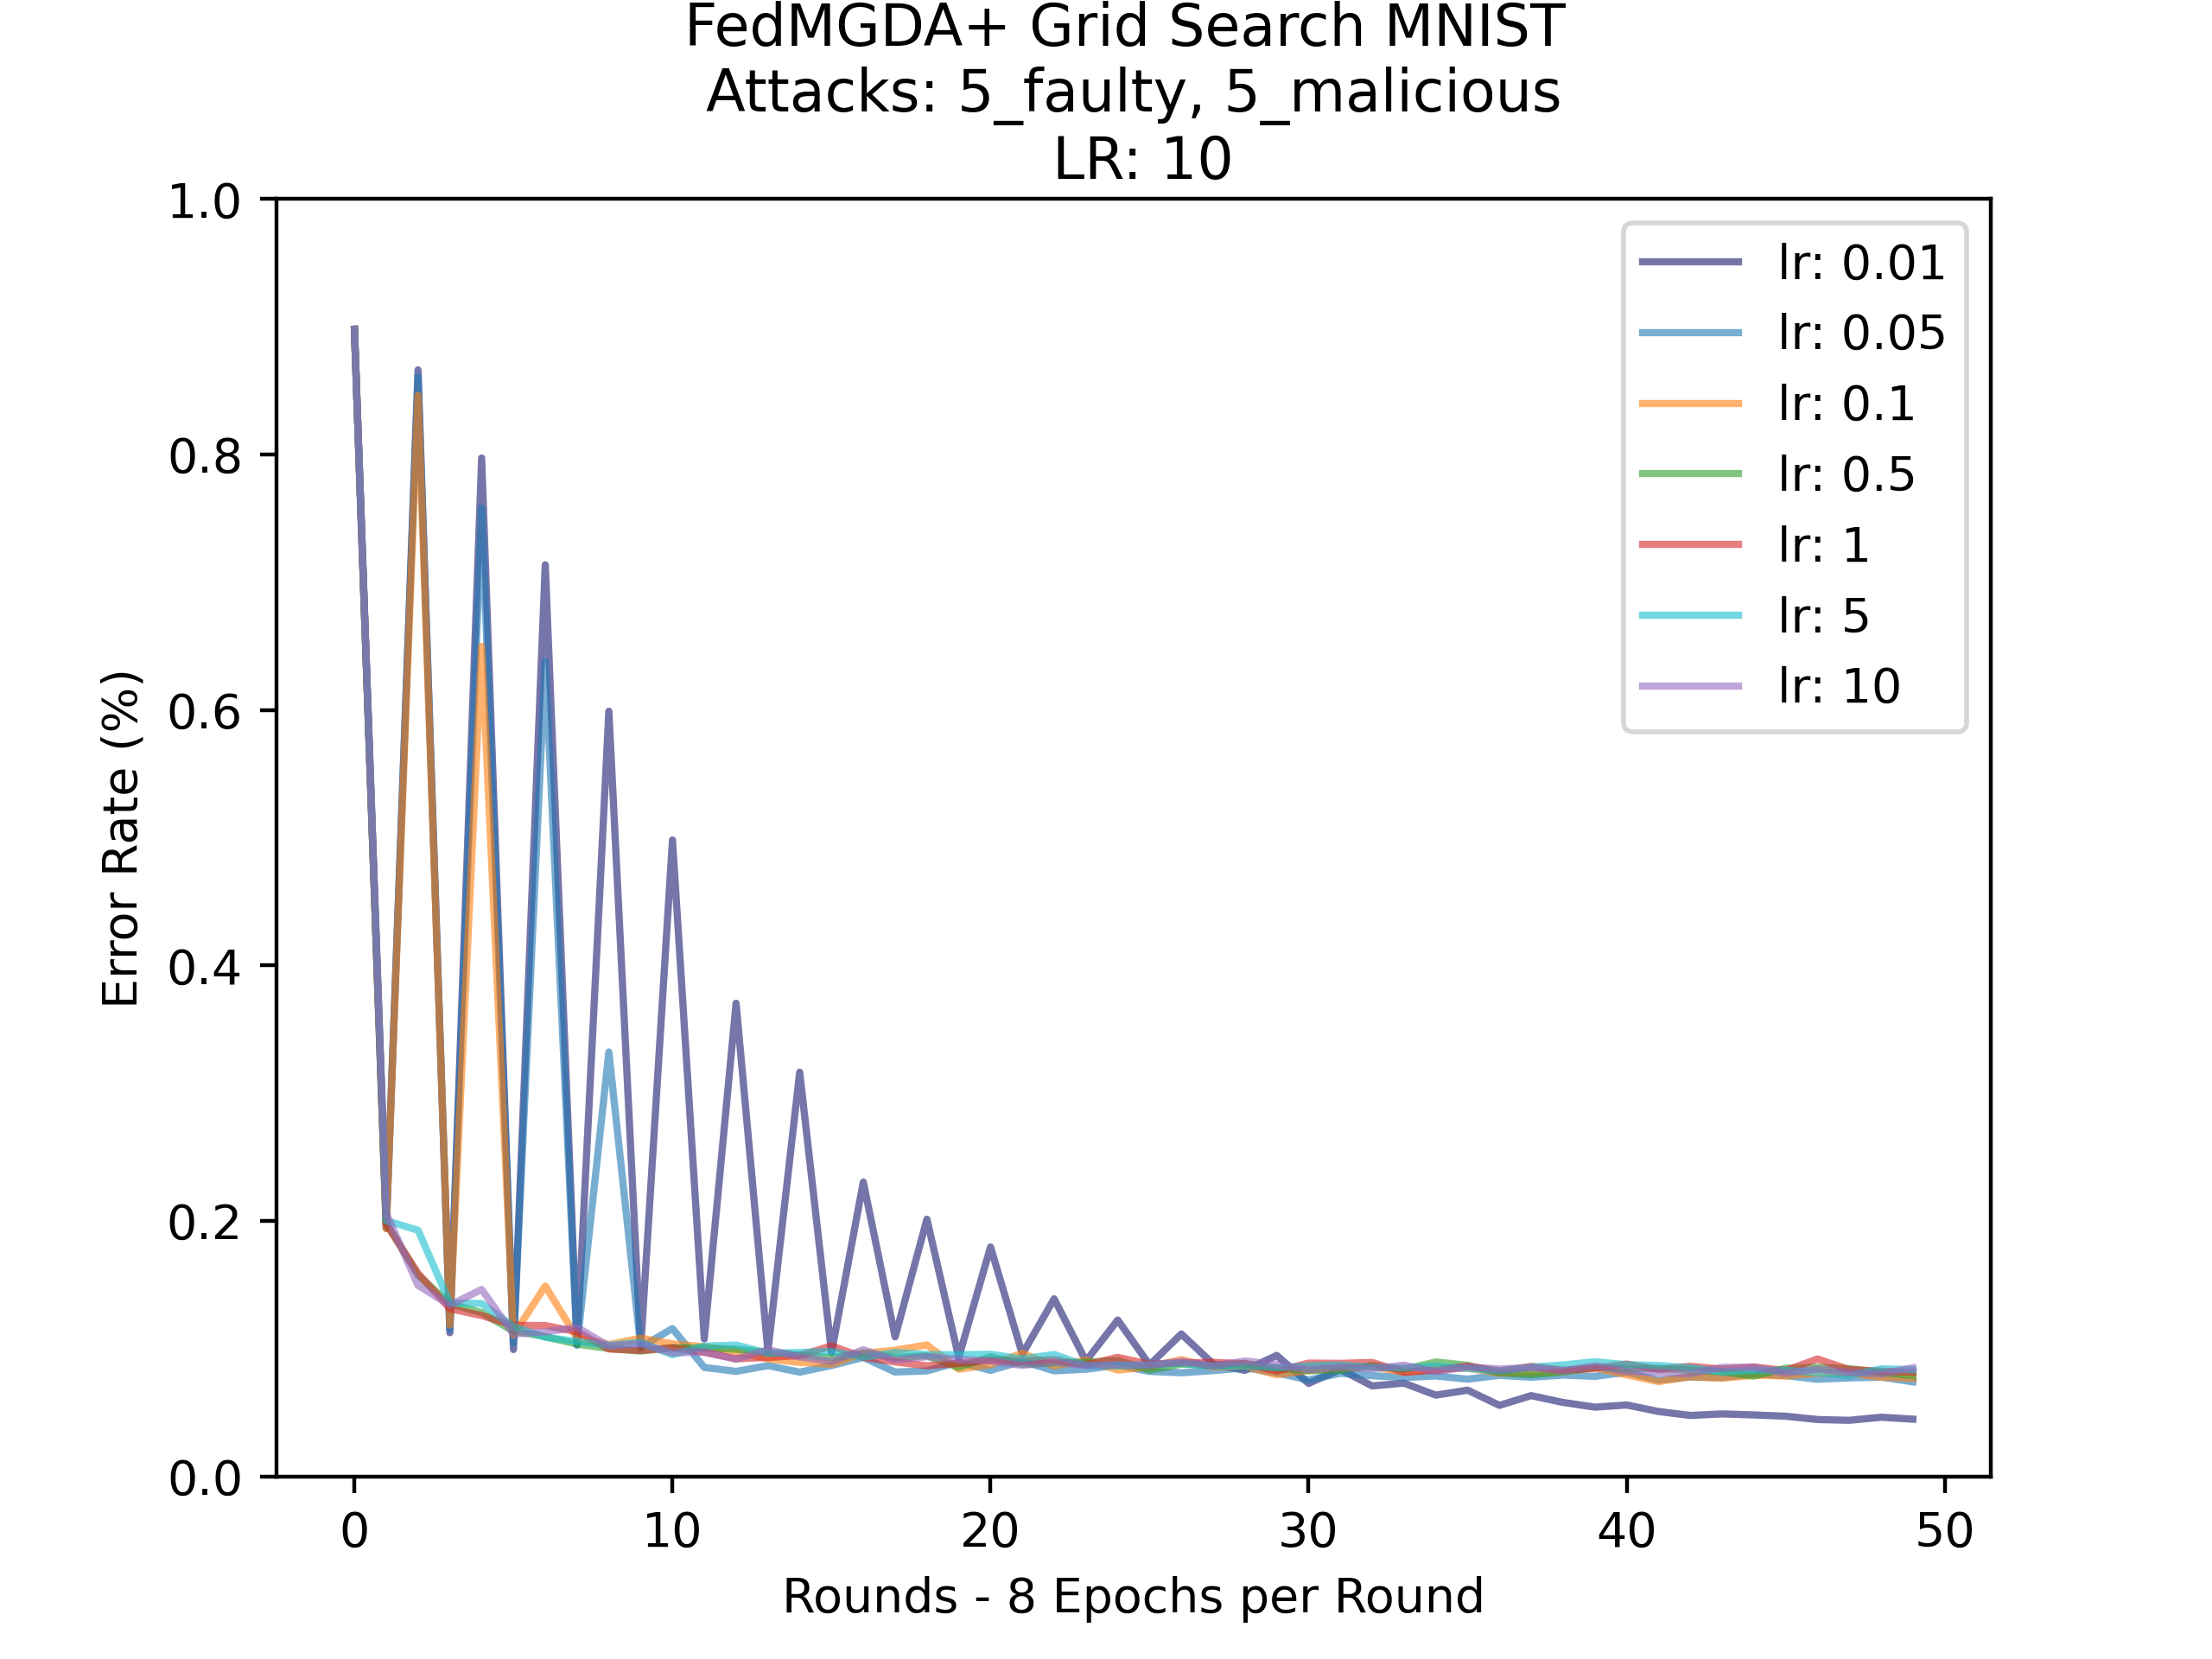 FedMGDA+ Grid Search MNIST
Attacks: 5_faulty, 5_malicious
LR: 10
1.0
0.8
0.6
0.4
0.2
0.0
Error Rate (%)
lr: 0.01
lr: 0.05
lr: 0.1
lr: 0.5
lr: 1
lr: 5
lr: 10
0 10 20 30 40 50
Rounds - 8 Epochs per Round